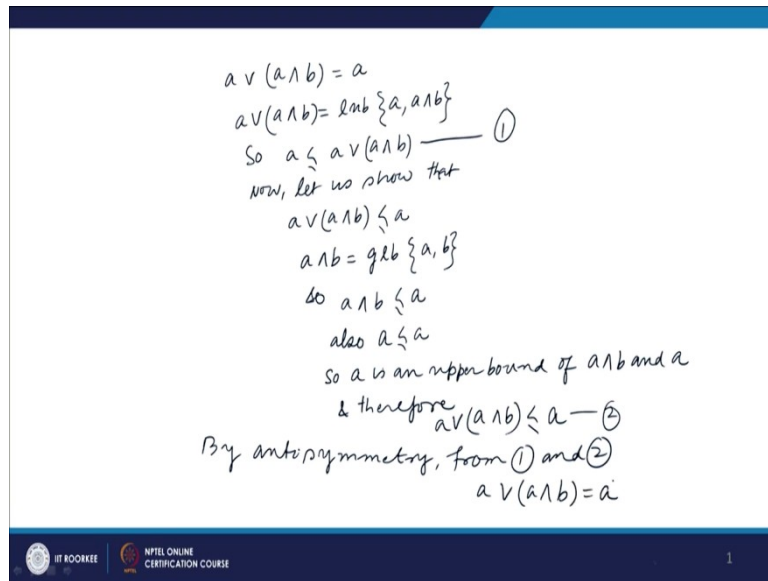 a ∨ (a ∧ b) = a
a ∨ (a ∧ b) = lub {a, a ∧ b}
So a ≤ a ∨ (a ∧ b) —— ①
Now, let us show that
a ∨ (a ∧ b) ≤ a
a ∧ b = glb {a, b}
so a ∧ b ≤ a
also a ≤ a
so a is an upper bound of a ∧ b and a
& therefore a ∨ (a ∧ b) ≤ a — ②
By antisymmetry, from ① and ②
a ∨ (a ∧ b) = a
IIT ROORKEE
NPTEL ONLINE
CERTIFICATION COURSE
1